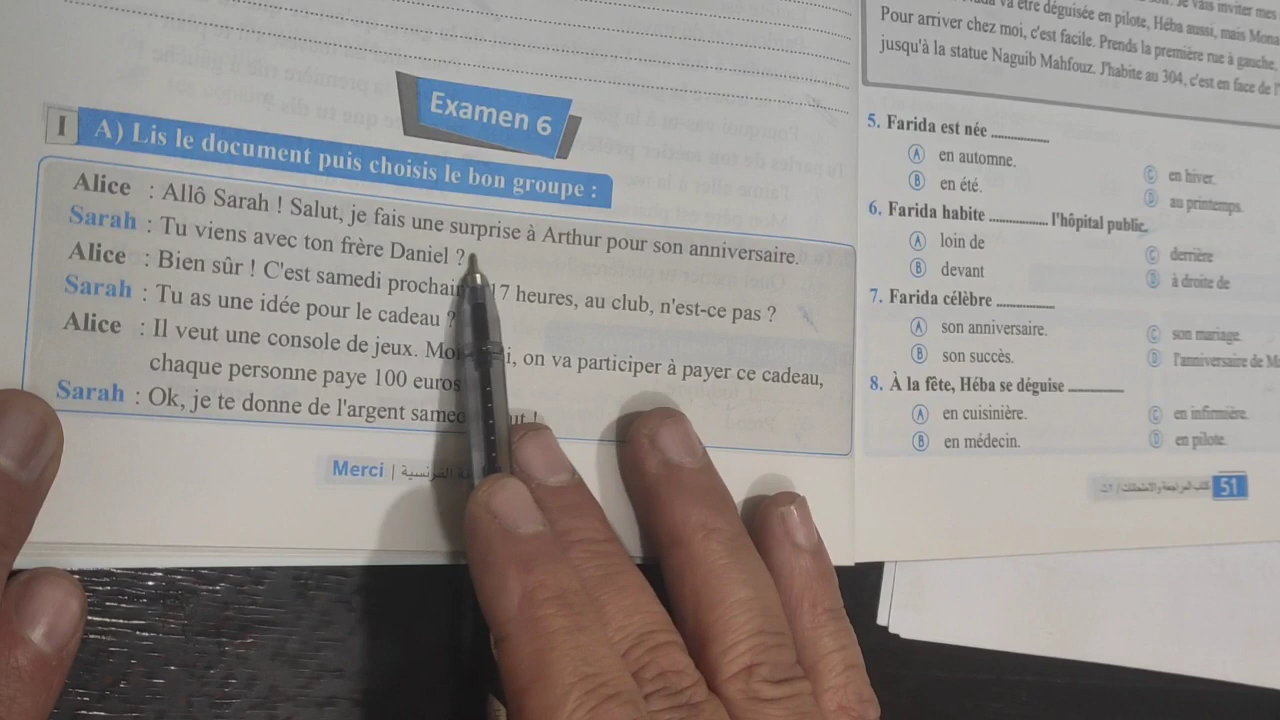 Examen 6
I A) Lis le document puis choisis le bon groupe :
Alice : Allô Sarah ! Salut, je fais une surprise à Arthur pour son anniversaire.
Sarah : Tu viens avec ton frère Daniel ?
Alice : Bien sûr ! C'est samedi prochain 17 heures, au club, n'est-ce pas ?
Sarah : Tu as une idée pour le cadeau ?
Alice : Il veut une console de jeux. on va participer à payer ce cadeau,
chaque personne paye 100 euros
Sarah : Ok, je te donne de l'argent
Merci | الفرنسية
va être déguisée en pilote, Héba aussi, mais Mona
Pour arriver chez moi, c'est facile. Prends la première rue à gauche,
jusqu'à la statue Naguib Mahfouz. J'habite au 304, c'est en face de
5. Farida est née ..............
A en automne.
C en hiver.
B en été.
D au printemps.
6. Farida habite .............. l'hôpital public.
A loin de
C derrière
B devant
D à droite de
7. Farida célèbre ..............
A son anniversaire.
C son mariage.
B son succès.
D l'anniversaire de
8. À la fête, Héba se déguise ..............
A en cuisinière.
C en infirmière.
B en médecin.
D en pilote.
51